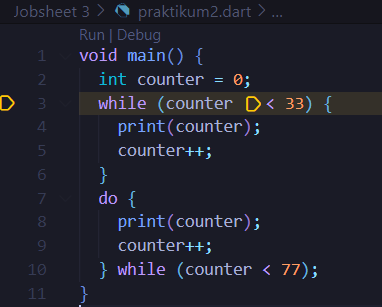 Jobsheet 3 > praktikum2.dart > ...
Run | Debug
1 void main() {
2 int counter = 0;
3 while (counter < 33) {
4 print(counter);
5 counter++;
6 }
7 do {
8 print(counter);
9 counter++;
10 } while (counter < 77);
11 }